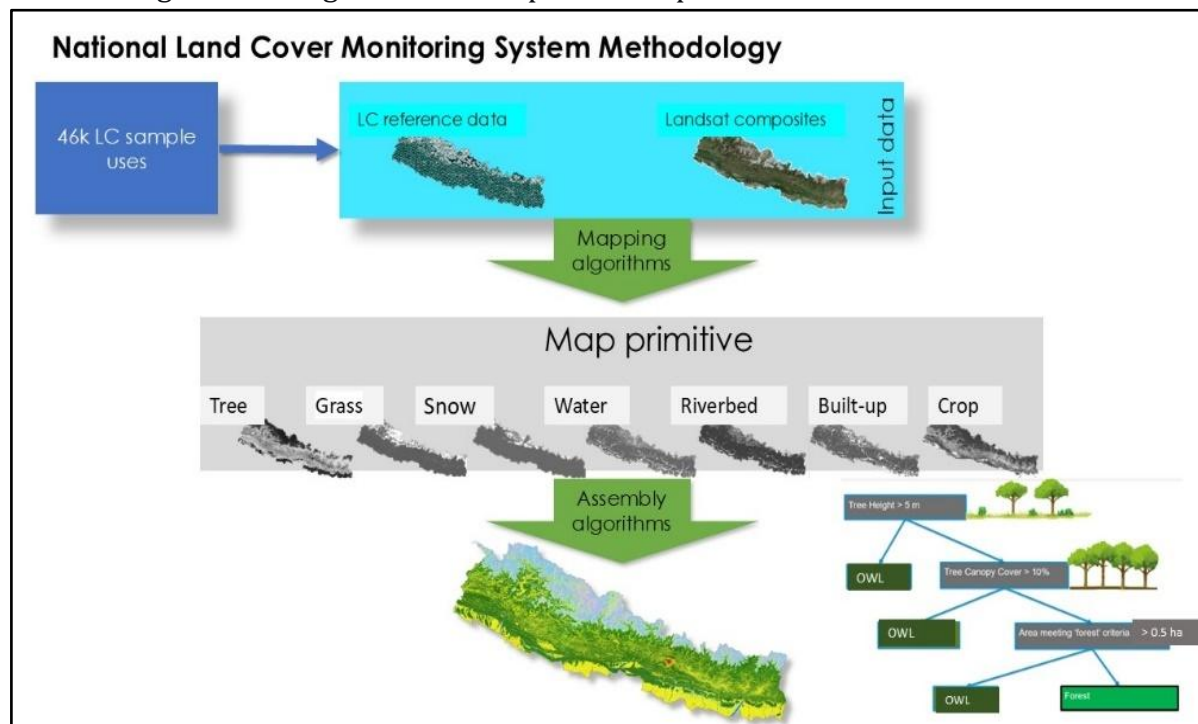 National Land Cover Monitoring System Methodology
46k LC sample
uses
LC reference data
Landsat composites
Input data
Mapping
algorithms
Map primitive
Tree
Grass
Snow
Water
Riverbed
Built-up
Crop
Assembly
algorithms
Tree Height > 5 m
OWL
Tree Canopy Cover > 10%
OWL
Area meeting 'forest' criteria > 0.5 ha
OWL
Forest